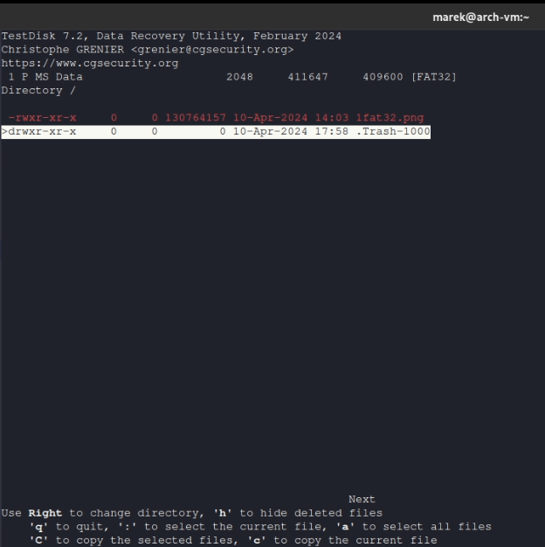 marek@arch-vm:~
TestDisk 7.2, Data Recovery Utility, February 2024
Christophe GRENIER <grenier@cgsecurity.org>
https://www.cgsecurity.org
1 P MS Data 2048 411647 409600 [FAT32]
Directory /
-rwxr-xr-x 0 0 130764157 10-Apr-2024 14:03 1fat32.png
>drwxr-xr-x 0 0 0 10-Apr-2024 17:58 .Trash-1000
Next
Use Right to change directory, 'h' to hide deleted files
'q' to quit, ':' to select the current file, 'a' to select all files
'C' to copy the selected files, 'c' to copy the current file